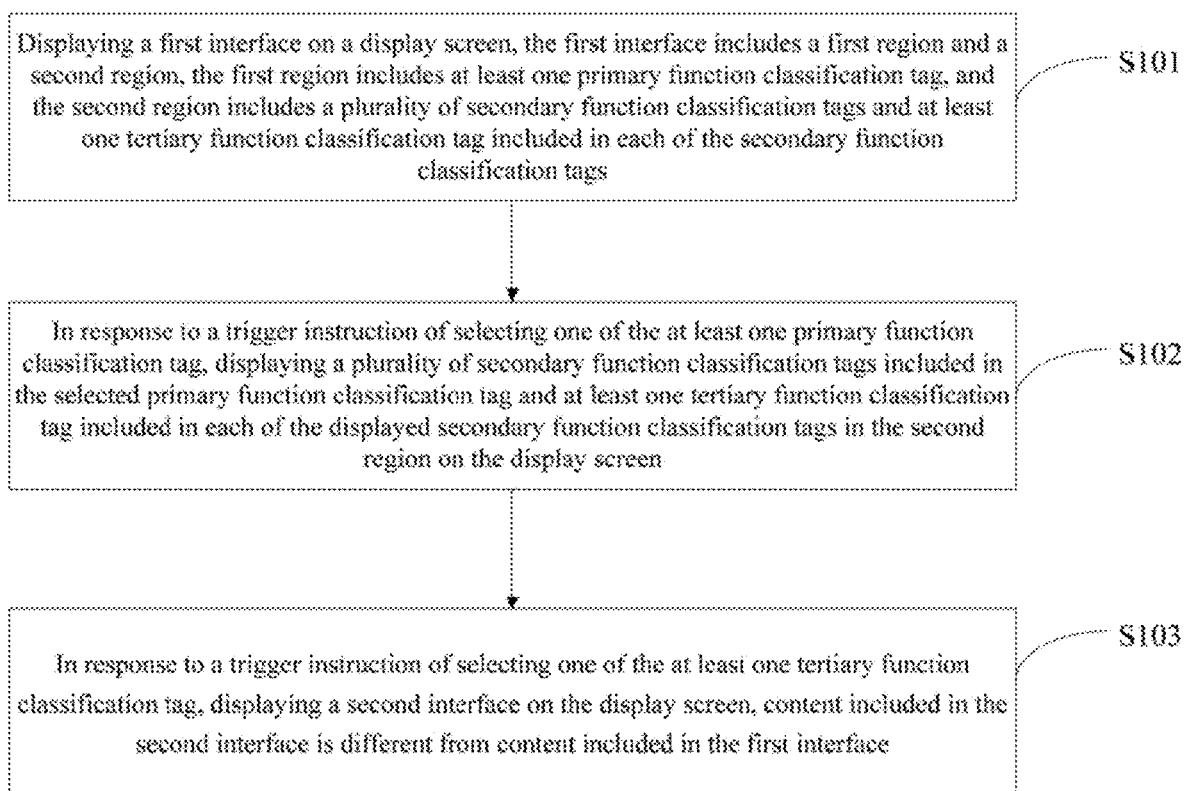 Displaying a first interface on a display screen, the first interface includes a first region and a
second region, the first region includes at least one primary function classification tag, and
the second region includes a plurality of secondary function classification tags and at least
one tertiary function classification tag included in each of the secondary function
classification tags
S101
In response to a trigger instruction of selecting one of the at least one primary function
classification tag, displaying a plurality of secondary function classification tags included in
the selected primary function classification tag and at least one tertiary function classification
tag included in each of the displayed secondary function classification tags in the second
region on the display screen
S102
In response to a trigger instruction of selecting one of the at least one tertiary function
classification tag, displaying a second interface on the display screen, content included in the
second interface is different from content included in the first interface
S103